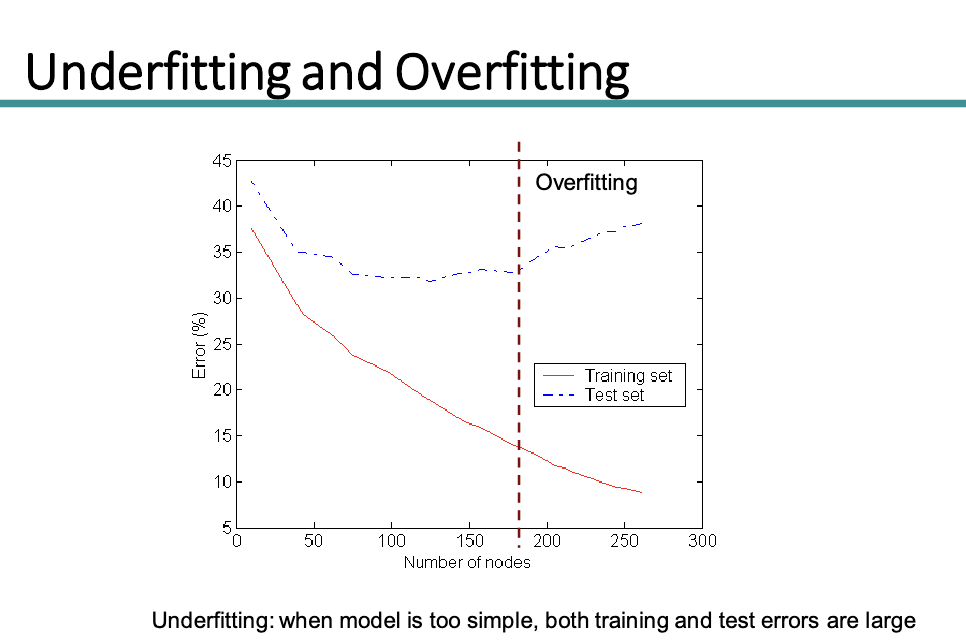 Underfitting and Overfitting
Overfitting
45
40
35
30
25
20
15
10
5
Error (%)
Training set
Test set
0 50 100 150 200 250 300
Number of nodes
Underfitting: when model is too simple, both training and test errors are large